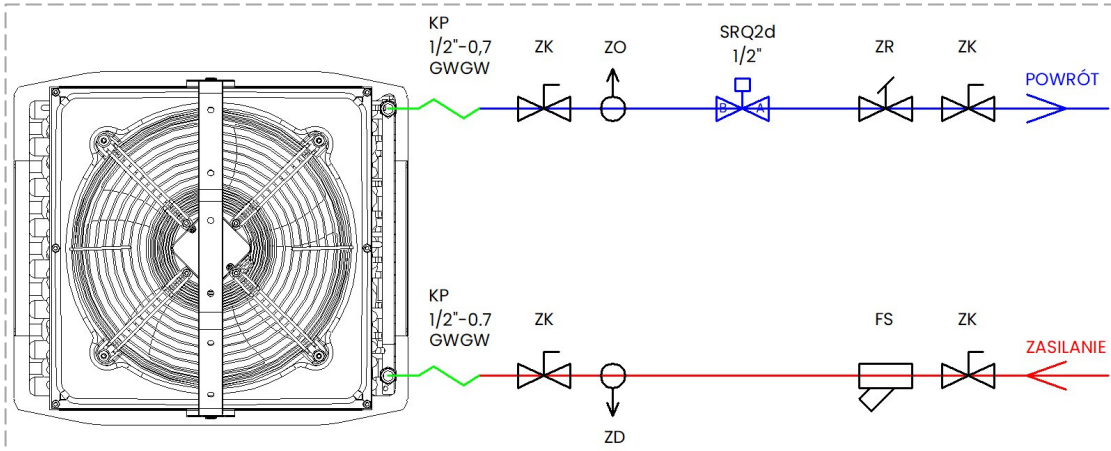 KP
1/2"-0,7
GWGW
ZK
ZO
SRQ2d
1/2"
ZR
ZK
POWRÓT
B
A
KP
1/2"-0.7
GWGW
ZK
FS
ZK
ZASILANIE
ZD